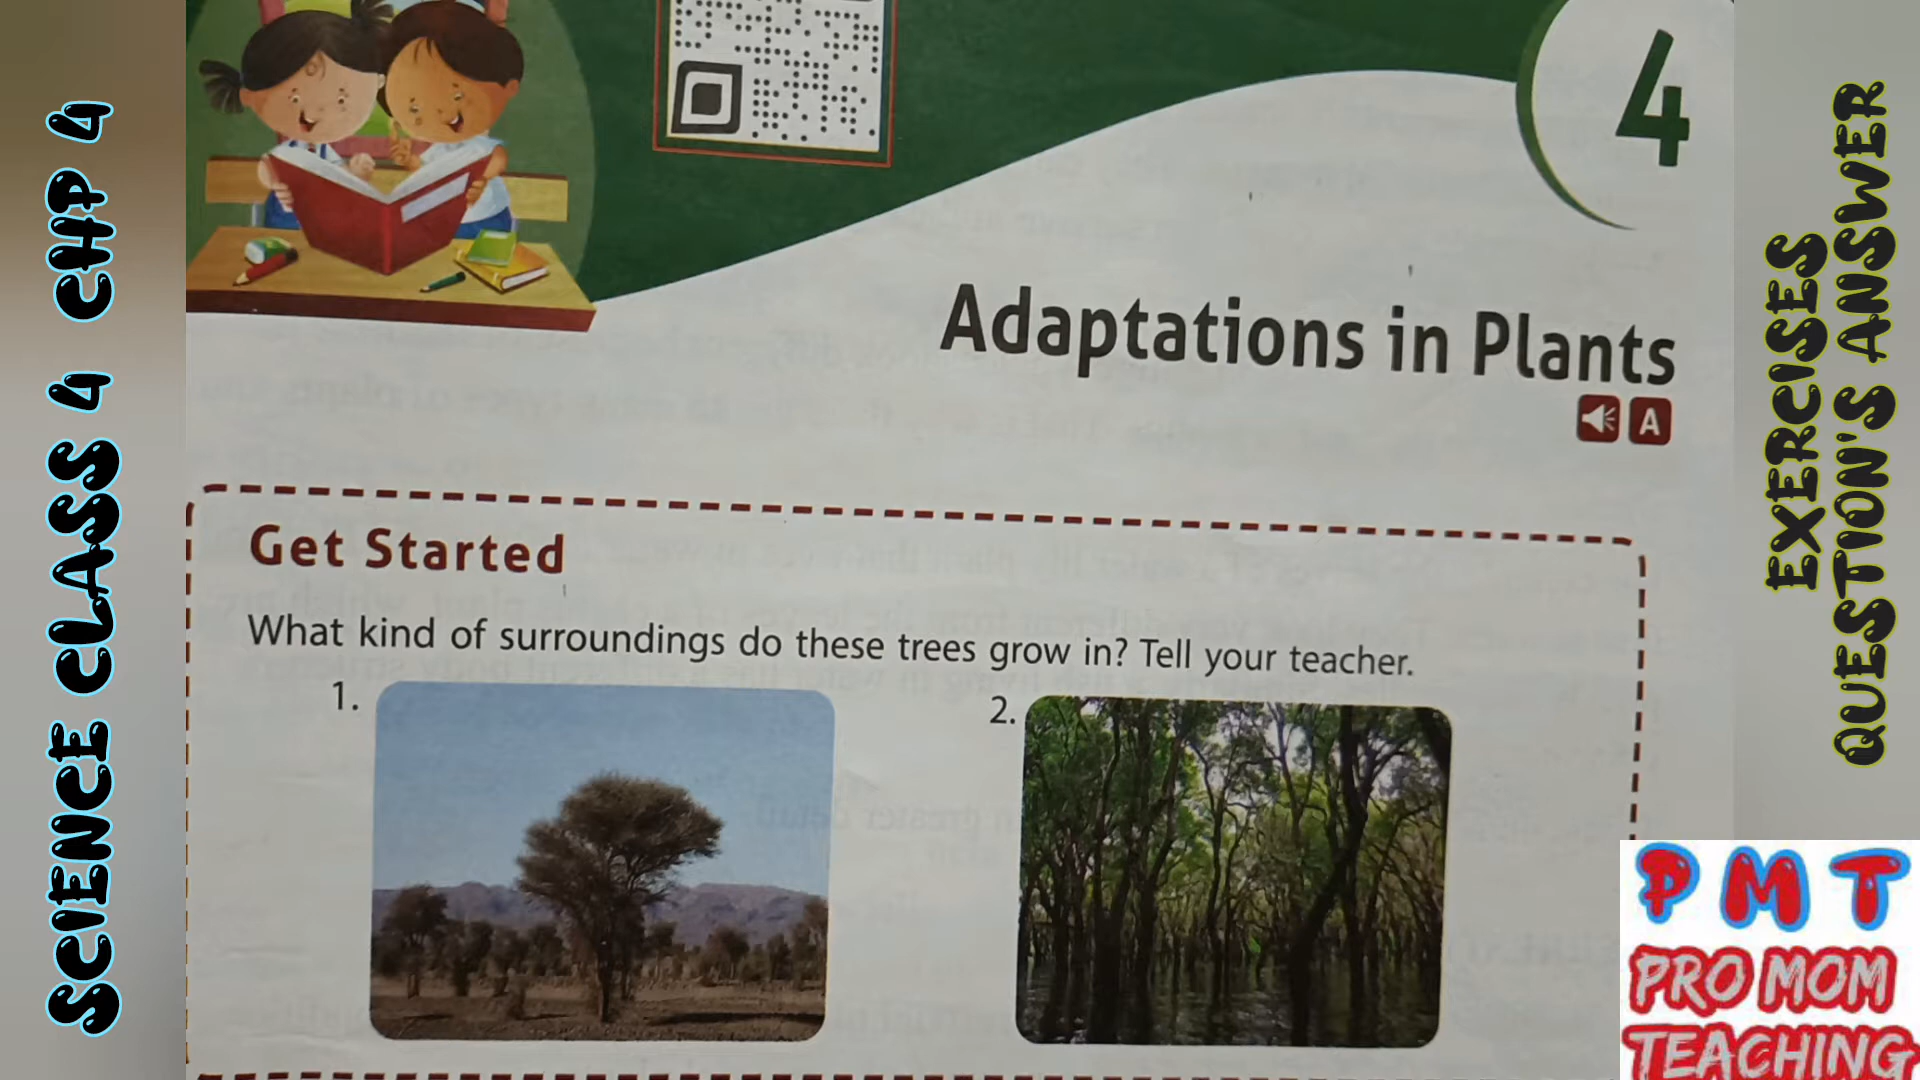 SCIENCE CLASS 4 CHP 4
4
Adaptations in Plants
A
Get Started
What kind of surroundings do these trees grow in? Tell your teacher.
1.
2.
EXERCISES
QUESTION'S ANSWER
PMT
PRO MOM
TEACHING